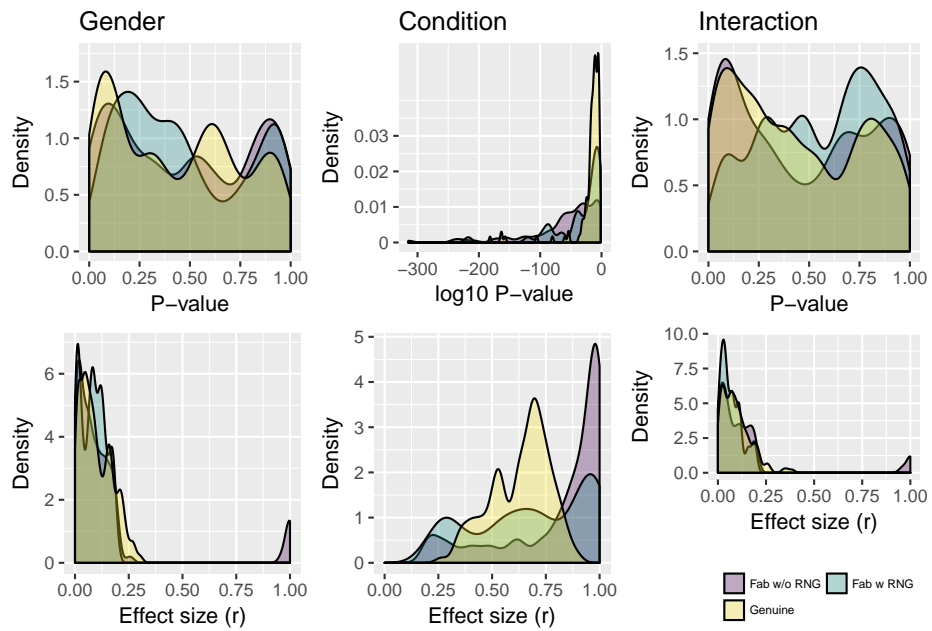 Gender
Condition
Interaction
Density
1.5
1.0
0.5
0.0
0.00 0.25 0.50 0.75 1.00
P−value
Density
0.03
0.02
0.01
0
−300 −200 −100 0
log10 P−value
Density
1.5
1.0
0.5
0.0
0.00 0.25 0.50 0.75 1.00
P−value
Density
6
4
2
0
0.00 0.25 0.50 0.75 1.00
Effect size (r)
Density
5
4
3
2
1
0
0.00 0.25 0.50 0.75 1.00
Effect size (r)
Density
10.0
7.5
5.0
2.5
0.0
0.00 0.25 0.50 0.75 1.00
Effect size (r)
Fab w/o RNG Fab w RNG
Genuine